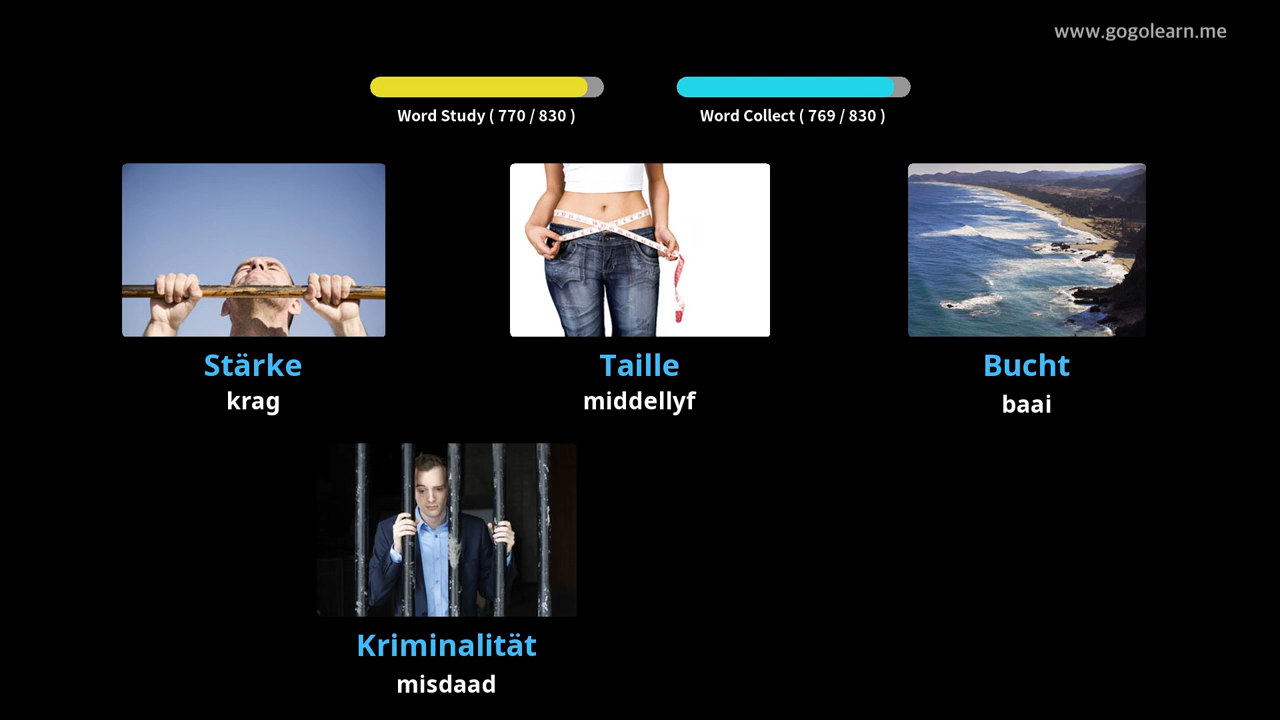 www.gogolearn.me
Word Study ( 770 / 830 )
Word Collect ( 769 / 830 )
Stärke
krag
Taille
middellyf
Bucht
baai
Kriminalität
misdaad